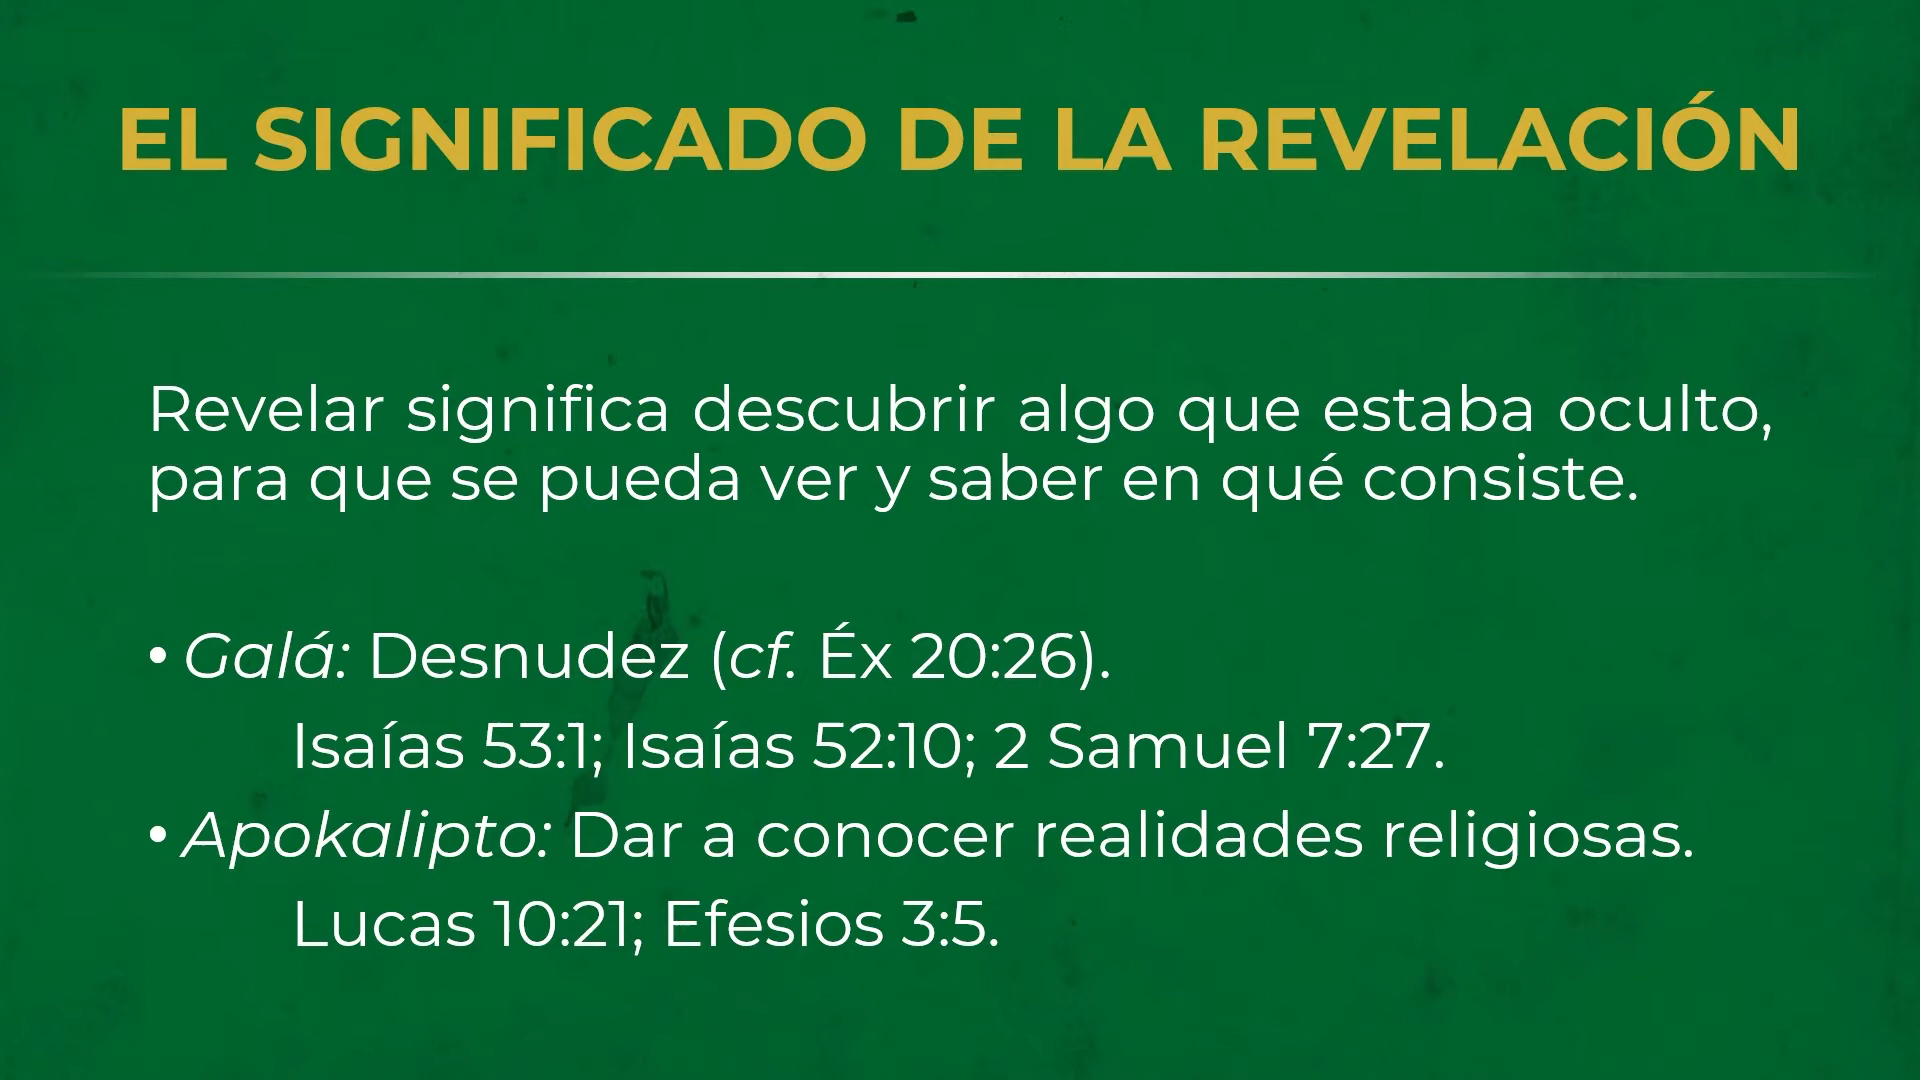 EL SIGNIFICADO DE LA REVELACIÓN
Revelar significa descubrir algo que estaba oculto,
para que se pueda ver y saber en qué consiste.
• Galá: Desnudez (cf. Éx 20:26).
Isaías 53:1; Isaías 52:10; 2 Samuel 7:27.
• Apokalipto: Dar a conocer realidades religiosas.
Lucas 10:21; Efesios 3:5.